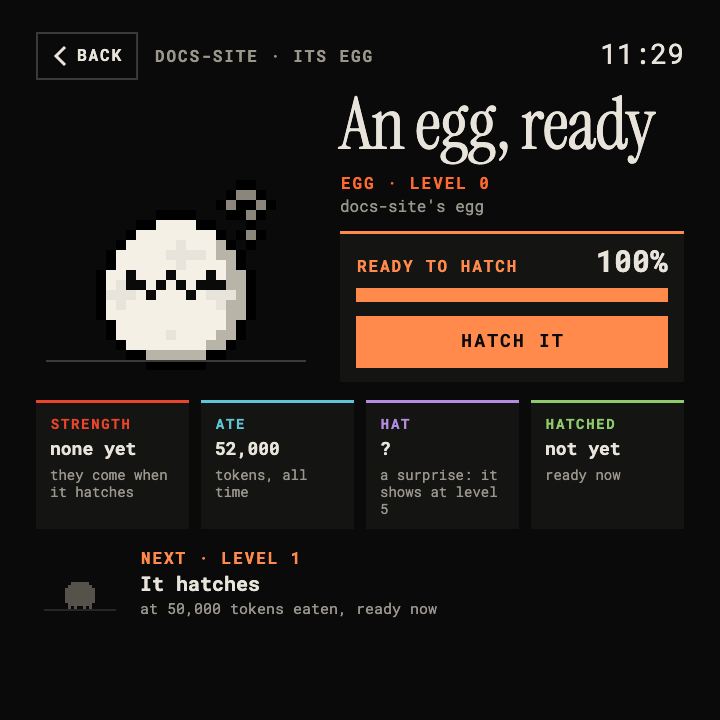 BACK
DOCS-SITE · ITS EGG
11:29
An egg, ready
EGG · LEVEL 0
docs-site's egg
READY TO HATCH
100%
HATCH IT
STRENGTH
none yet
they come when
it hatches
ATE
52,000
tokens, all
time
HAT
?
a surprise: it
shows at level
5
HATCHED
not yet
ready now
NEXT · LEVEL 1
It hatches
at 50,000 tokens eaten, ready now